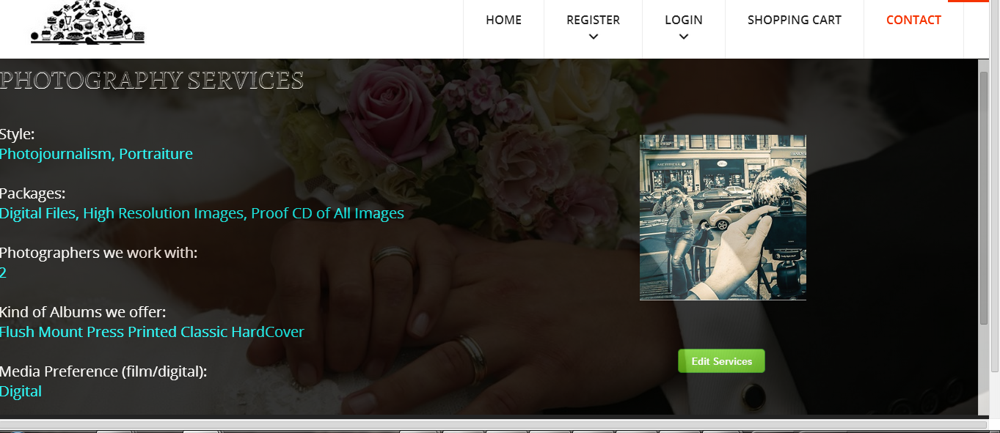 HOME REGISTER LOGIN SHOPPING CART CONTACT
PHOTOGRAPHY SERVICES
Style:
Photojournalism, Portraiture
Packages:
Digital Files, High Resolution Images, Proof CD of All Images
Photographers we work with:
2
Kind of Albums we offer:
Flush Mount Press Printed Classic HardCover
Media Preference (film/digital):
Digital
Edit Services